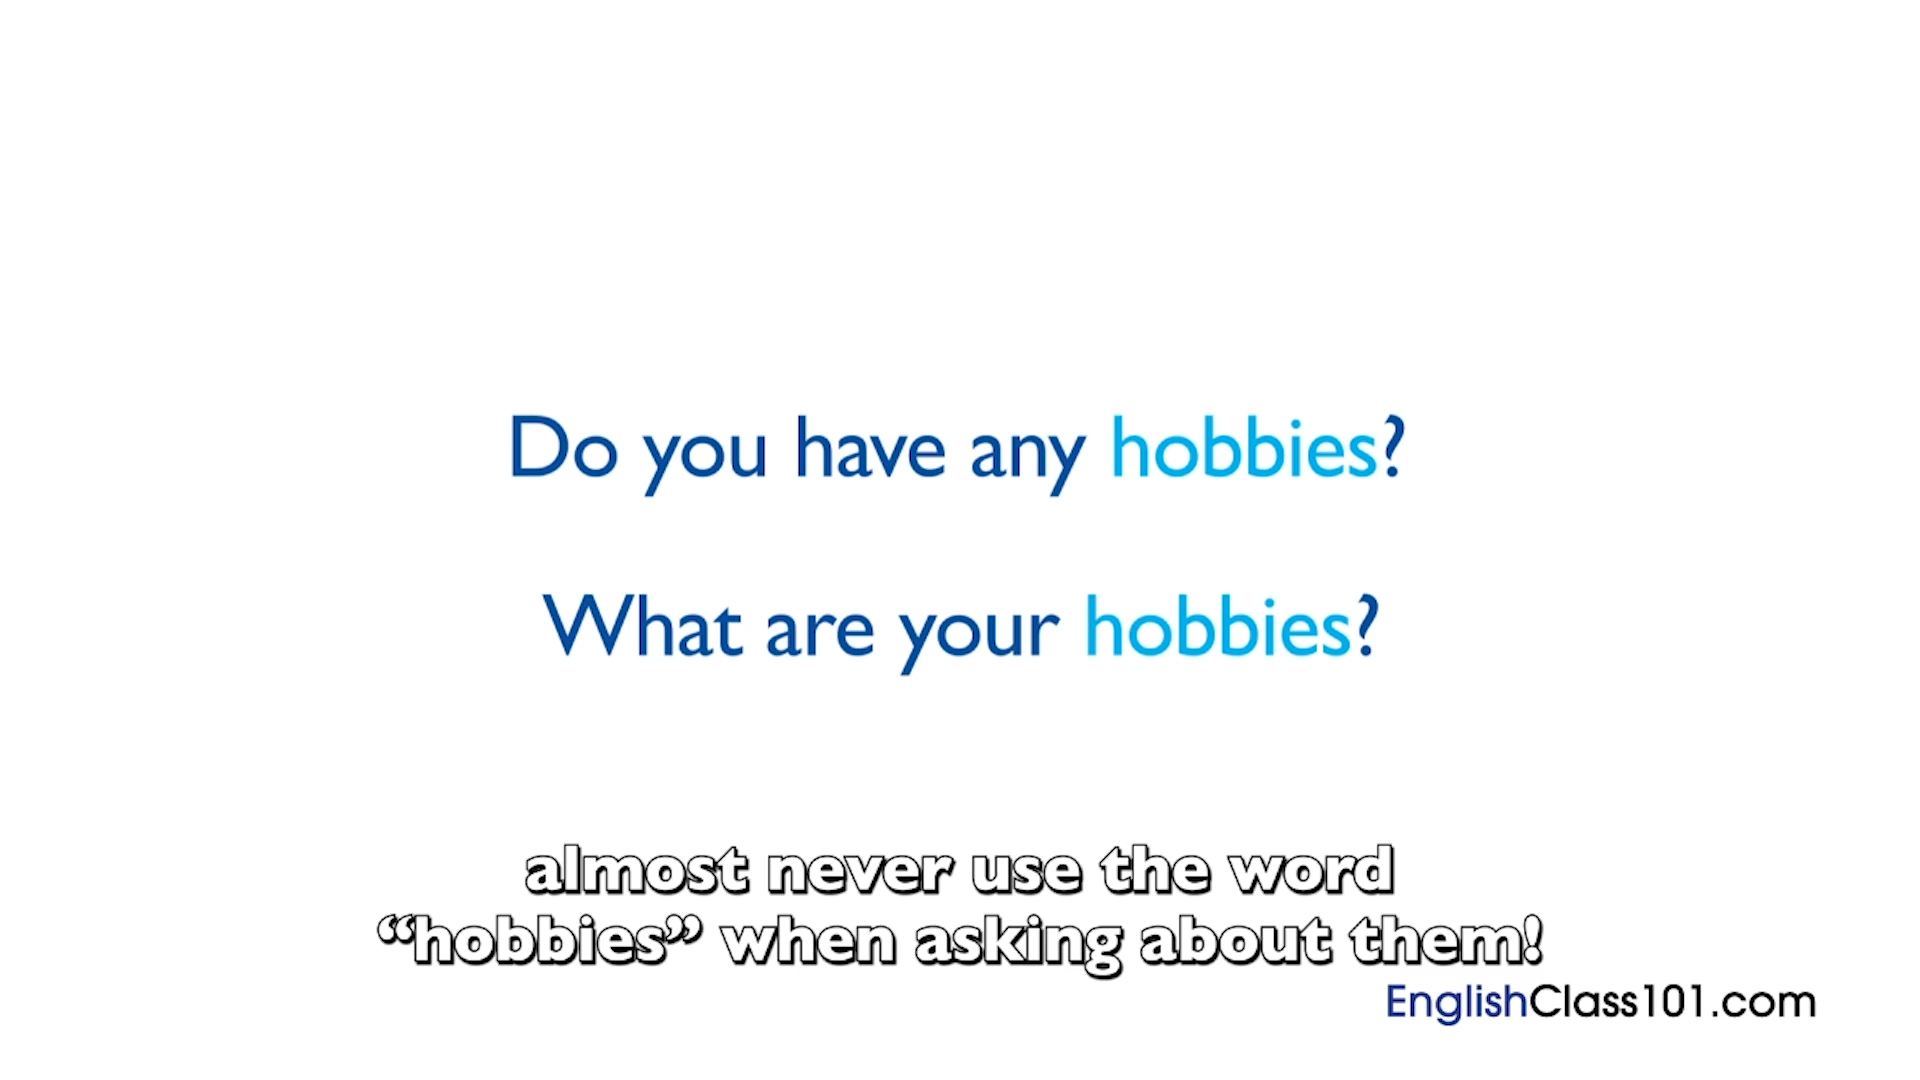 Do you have any hobbies?
What are your hobbies?
almost never use the word
“hobbies” when asking about them!
EnglishClass101.com